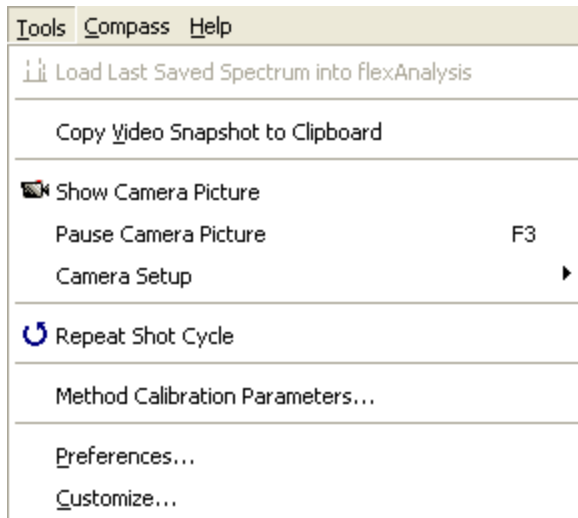 Tools Compass Help
Load Last Saved Spectrum into flexAnalysis
Copy Video Snapshot to Clipboard
Show Camera Picture
Pause Camera Picture F3
Camera Setup
Repeat Shot Cycle
Method Calibration Parameters...
Preferences...
Customize...